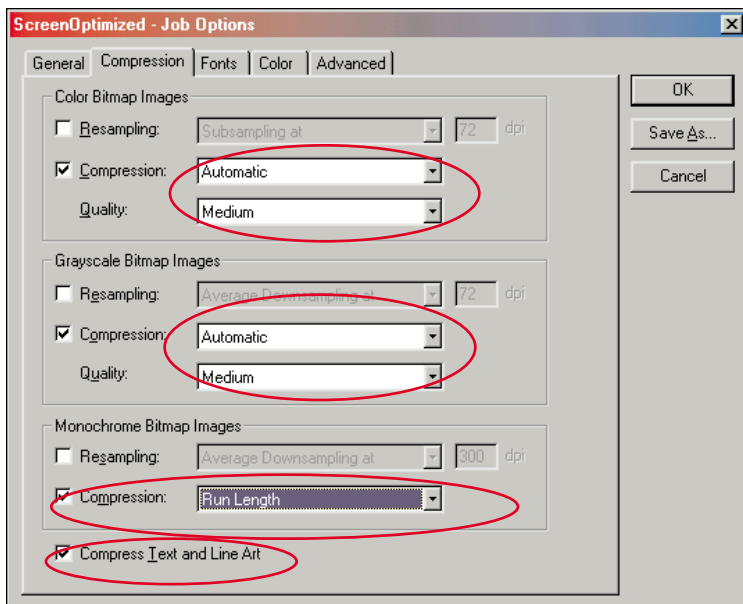 ScreenOptimized - Job Options
General Compression Fonts Color Advanced
Color Bitmap Images
Resampling: Subsampling at 72 dpi
Compression: Automatic
Quality: Medium
Grayscale Bitmap Images
Resampling: Average Downsampling at 72 dpi
Compression: Automatic
Quality: Medium
Monochrome Bitmap Images
Resampling: Average Downsampling at 300 dpi
Compression: Run Length
Compress Text and Line Art
OK
Save As...
Cancel